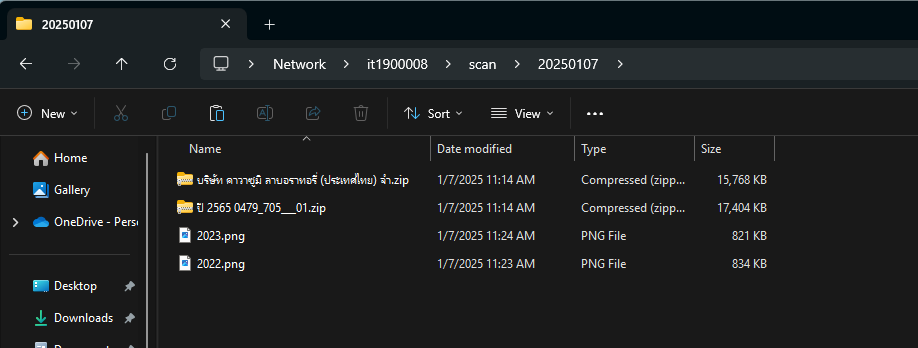 20250107
Network > it1900008 > scan > 20250107 >
New Sort View
Name Date modified Type Size
Home
Gallery
OneDrive - Perso
Desktop
Downloads
บริษัท คาวาซูมิ ลาบอราทอรี่ (ประเทศไทย) จำ.zip 1/7/2025 11:14 AM Compressed (zipp... 15,768 KB
ปี 2565 0479_705___01.zip 1/7/2025 11:14 AM Compressed (zipp... 17,404 KB
2023.png 1/7/2025 11:24 AM PNG File 821 KB
2022.png 1/7/2025 11:23 AM PNG File 834 KB